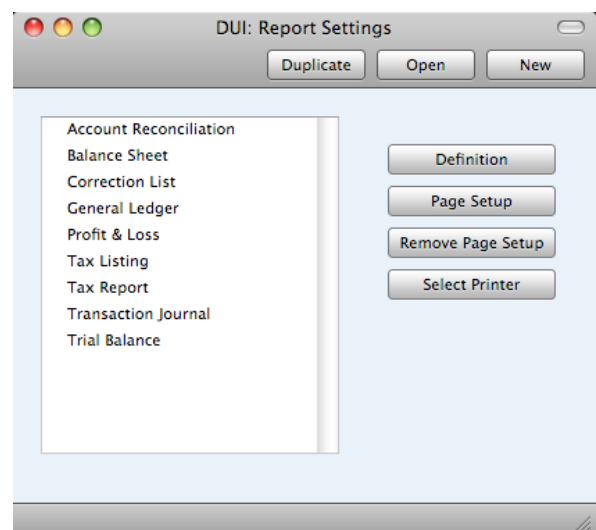 DUI: Report Settings
Duplicate Open New
Account Reconciliation
Balance Sheet
Correction List
General Ledger
Profit & Loss
Tax Listing
Tax Report
Transaction Journal
Trial Balance
Definition
Page Setup
Remove Page Setup
Select Printer